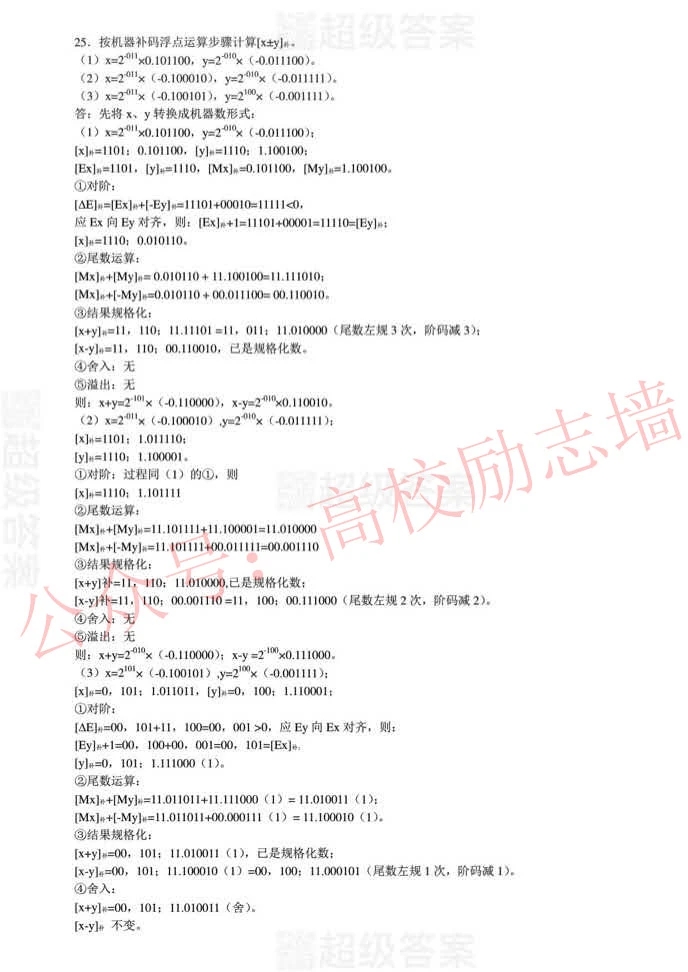 超级答案
25．按机器补码浮点运算步骤计算[x±y]补。
（1）x=2^-011×0.101100，y=2^-010×（-0.011100）。
（2）x=2^-011×（-0.100010），y=2^-010×（-0.011111）。
（3）x=2^-011×（-0.100101），y=2^100×（-0.001111）。
答：先将 x、y 转换成机器数形式：
（1）x=2^-011×0.101100，y=2^-010×（-0.011100）；
[x]补=1101；0.101100，[y]补=1110；1.100100；
[Ex]补=1101，[y]补=1110，[Mx]补=0.101100，[My]补=1.100100。
①对阶：
[ΔE]补=[Ex]补+[-Ey]补=11101+00010=11111<0，
应 Ex 向 Ey 对齐，则：[Ex]补+1=11101+00001=11110=[Ey]补；
[x]补=1110；0.010110。
②尾数运算：
[Mx]补+[My]补= 0.010110 + 11.100100=11.111010；
[Mx]补+[-My]补=0.010110 + 00.011100= 00.110010。
③结果规格化：
[x+y]补=11，110；11.11101 =11，011；11.010000（尾数左规 3 次，阶码减 3）；
[x-y]补=11，110；00.110010，已是规格化数。
④舍入：无
⑤溢出：无
则：x+y=2^-101×（-0.110000），x-y=2^-010×0.110010。
（2）x=2^-011×（-0.100010）,y=2^-010×（-0.011111）；
[x]补=1101；1.011110；
[y]补=1110；1.100001。
①对阶：过程同（1）的①，则
[x]补=1110；1.101111
②尾数运算：
[Mx]补+[My]补=11.101111+11.100001=11.010000
[Mx]补+[-My]补=11.101111+00.011111=00.001110
③结果规格化：
[x+y]补=11，110；11.010000,已是规格化数；
[x-y]补=11，110；00.001110 =11，100；00.111000（尾数左规 2 次，阶码减 2）。
④舍入：无
⑤溢出：无
则：x+y=2^-010×（-0.110000）；x-y =2^-100×0.111000。
（3）x=2^101×（-0.100101）,y=2^100×（-0.001111）；
[x]补=0，101；1.011011，[y]补=0，100；1.110001；
①对阶：
[ΔE]补=00，101+11，100=00，001 >0，应 Ey 向 Ex 对齐，则：
[Ey]补+1=00，100+00，001=00，101=[Ex]补.
[y]补=0，101；1.111000（1）。
②尾数运算：
[Mx]补+[My]补=11.011011+11.111000（1）= 11.010011（1）；
[Mx]补+[-My]补=11.011011+00.000111（1）= 11.100010（1）。
③结果规格化：
[x+y]补=00，101；11.010011（1），已是规格化数；
[x-y]补=00，101；11.100010（1）=00，100；11.000101（尾数左规 1 次，阶码减 1）。
④舍入：
[x+y]补=00，101；11.010011（舍）。
[x-y]补 不变。
公众号：高校励志墙
超级答案
超级答案
超级答案